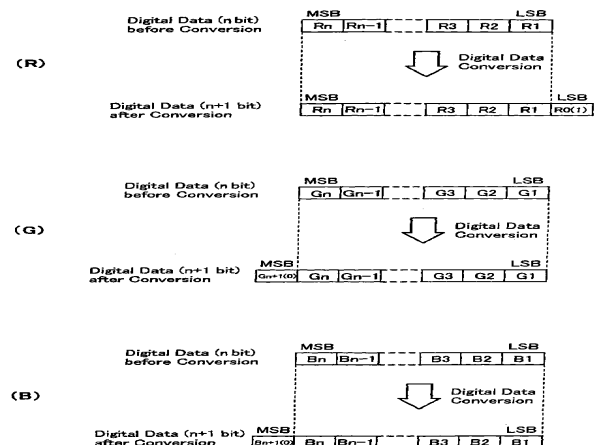 Digital Data (n bit)
before Conversion
MSB LSB
Rn Rn-1 R3 R2 R1
(R)
Digital Data
Conversion
Digital Data (n+1 bit)
after Conversion
MSB LSB
Rn Rn-1 R3 R2 R1 R0(1)
Digital Data (n bit)
before Conversion
MSB LSB
Gn Gn-1 G3 G2 G1
(G)
Digital Data
Conversion
Digital Data (n+1 bit)
after Conversion
MSB LSB
Gn+1(0) Gn Gn-1 G3 G2 G1
Digital Data (n bit)
before Conversion
MSB LSB
Bn Bn-1 B3 B2 B1
(B)
Digital Data
Conversion
Digital Data (n+1 bit)
after Conversion
MSB LSB
Bn+1(0) Bn Bn-1 B3 B2 B1